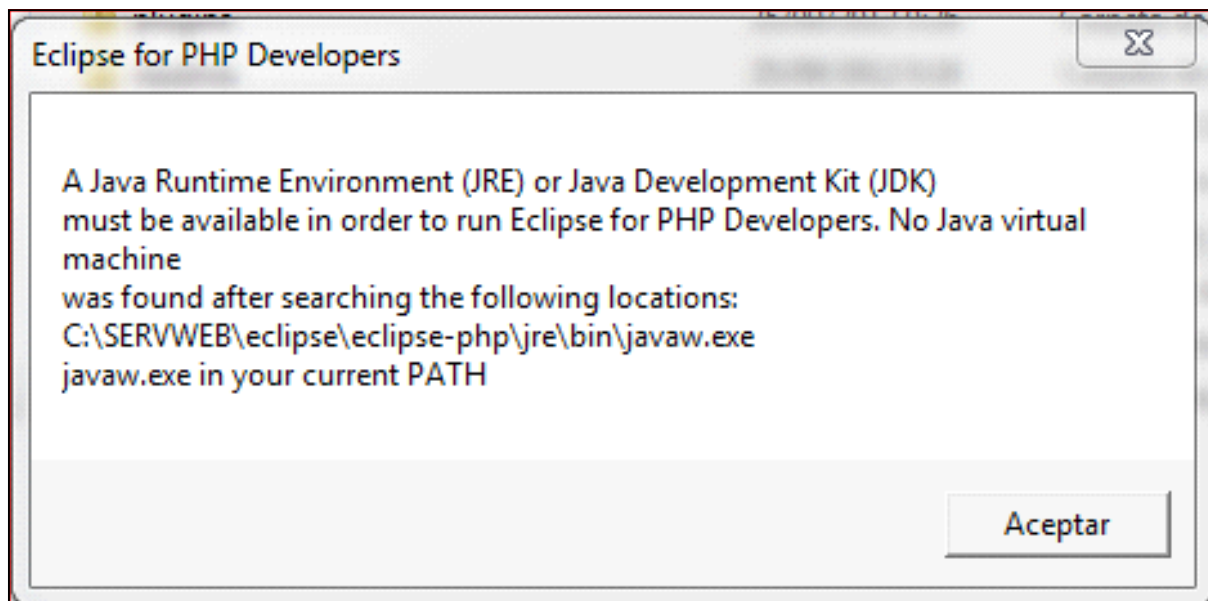 Eclipse for PHP Developers
A Java Runtime Environment (JRE) or Java Development Kit (JDK)
must be available in order to run Eclipse for PHP Developers. No Java virtual
machine
was found after searching the following locations:
C:\SERVWEB\eclipse\eclipse-php\jre\bin\javaw.exe
javaw.exe in your current PATH
Aceptar